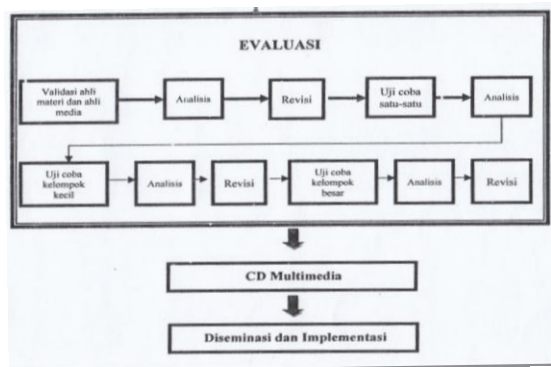 EVALUASI
Validasi ahli
materi dan ahli
media
Analisis
Revisi
Uji coba
satu-satu
Analisis
Uji coba
kelompok
kecil
Analisis
Revisi
Uji coba
kelompok
besar
Analisis
Revisi
CD Multimedia
Diseminasi dan Implementasi